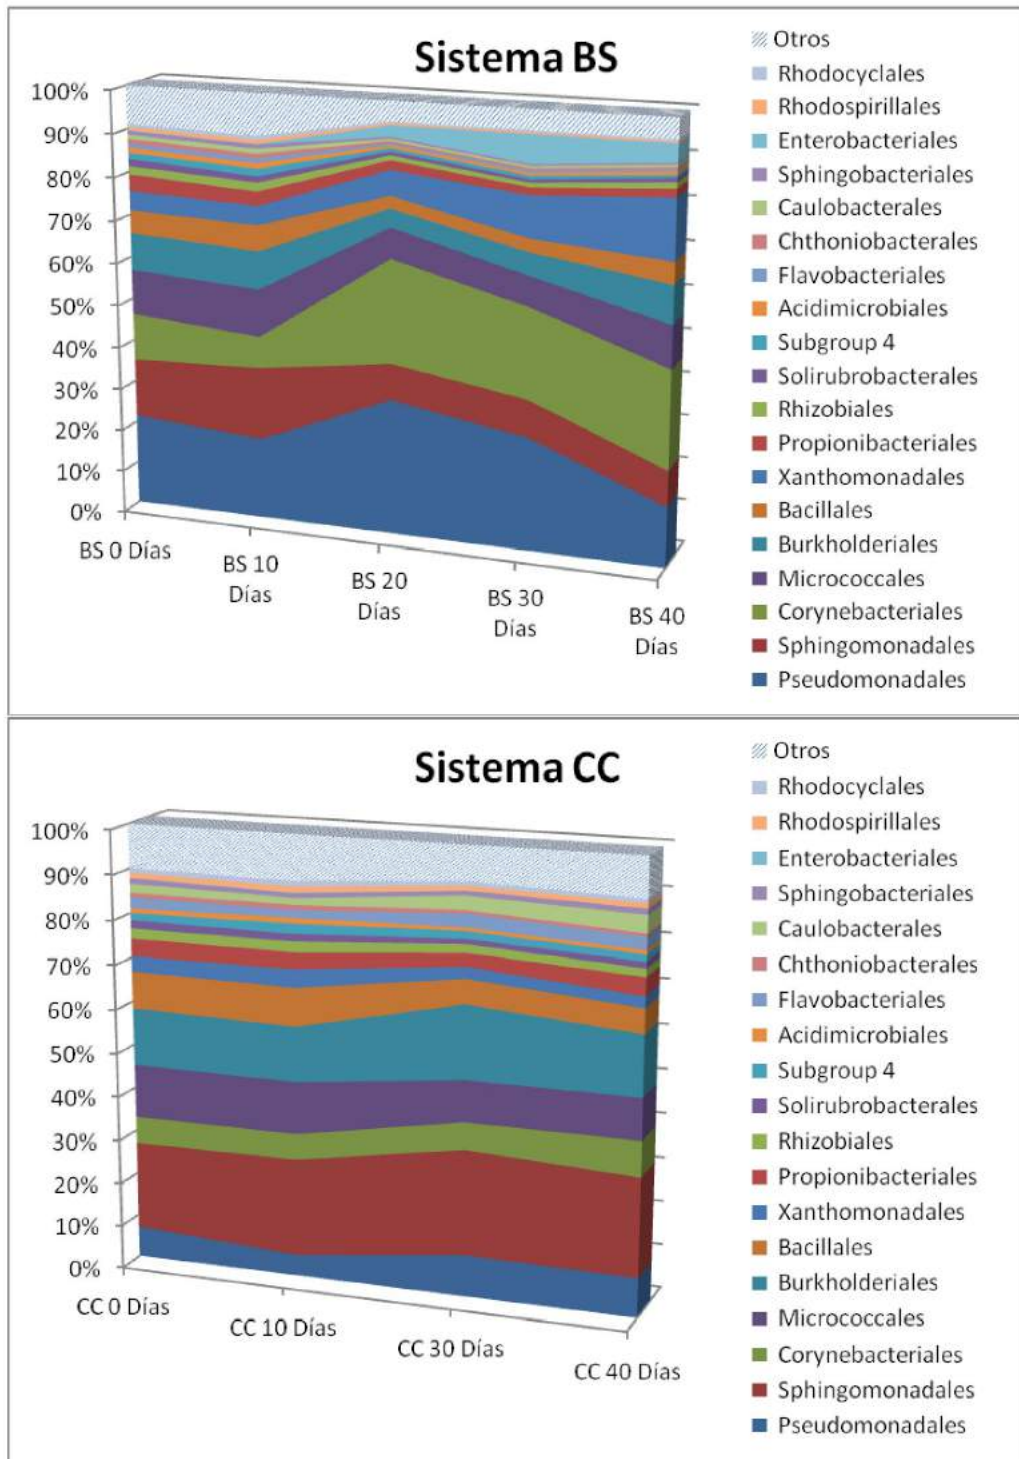 Sistema BS
100%
90%
80%
70%
60%
50%
40%
30%
20%
10%
0%
BS 0 Días
BS 10
Días
BS 20
Días
BS 30
Días
BS 40
Días
Otros
Rhodocyclales
Rhodospirillales
Enterobacteriales
Sphingobacteriales
Caulobacterales
Chthoniobacterales
Flavobacteriales
Acidimicrobiales
Subgroup 4
Solirubrobacterales
Rhizobiales
Propionibacteriales
Xanthomonadales
Bacillales
Burkholderiales
Micrococcales
Corynebacteriales
Sphingomonadales
Pseudomonadales
Sistema CC
100%
90%
80%
70%
60%
50%
40%
30%
20%
10%
0%
CC 0 Días
CC 10 Días
CC 30 Días
CC 40 Días
Otros
Rhodocyclales
Rhodospirillales
Enterobacteriales
Sphingobacteriales
Caulobacterales
Chthoniobacterales
Flavobacteriales
Acidimicrobiales
Subgroup 4
Solirubrobacterales
Rhizobiales
Propionibacteriales
Xanthomonadales
Bacillales
Burkholderiales
Micrococcales
Corynebacteriales
Sphingomonadales
Pseudomonadales